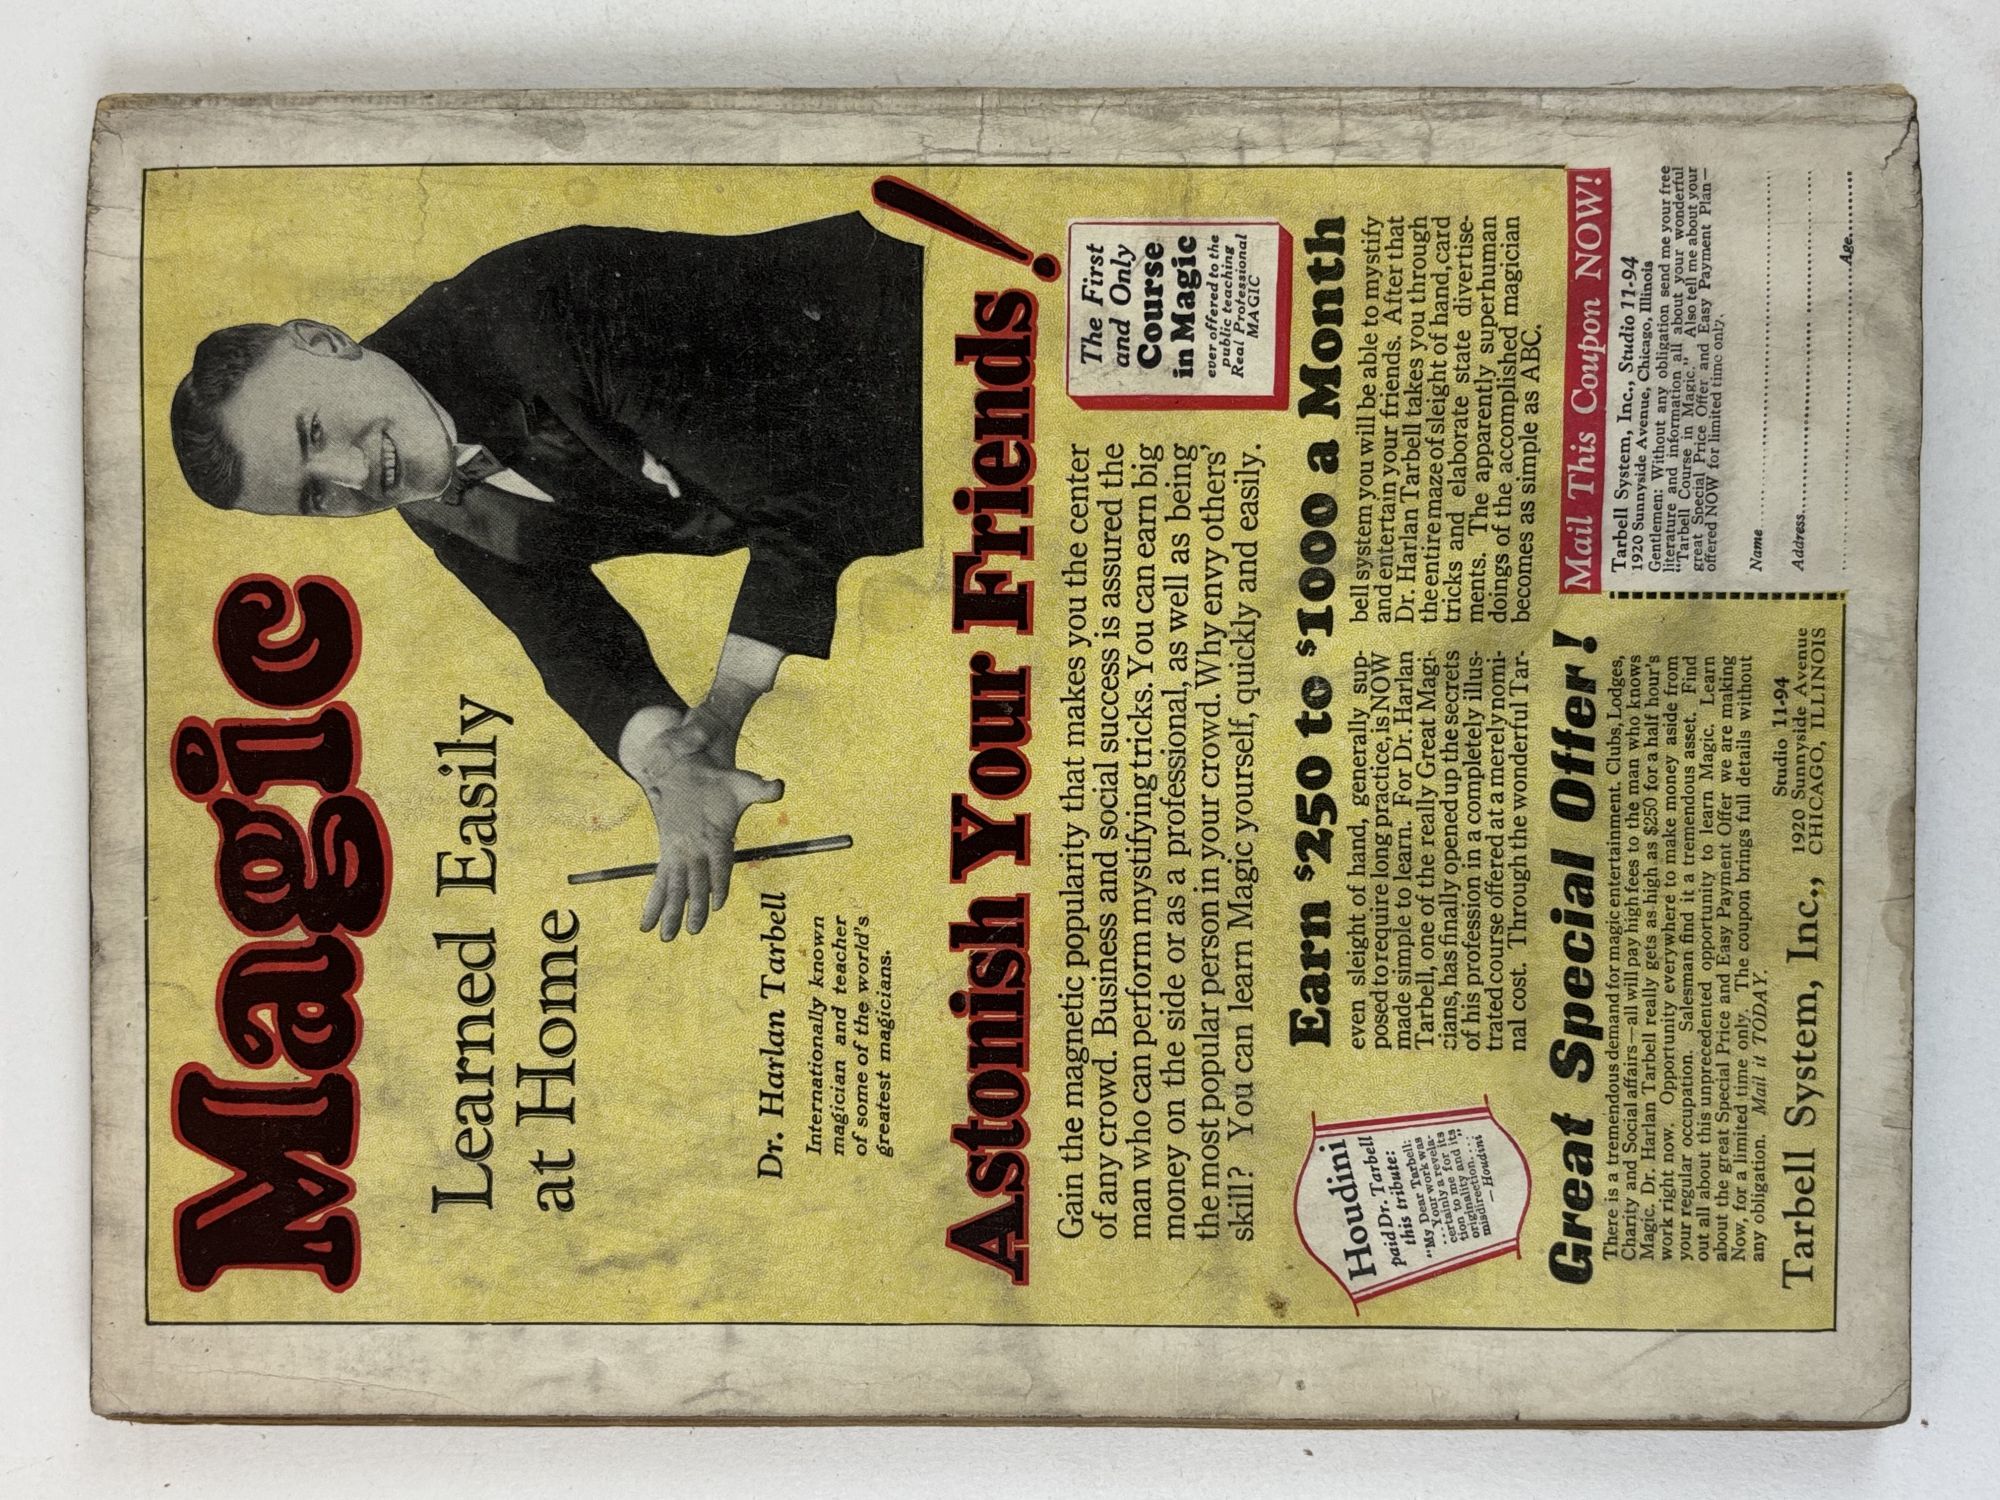 Magic
Learned Easily
at Home
Dr. Harlan Tarbell
Internationally known
magician and teacher
of some of the world's
greatest magicians.
Astonish Your Friends!
Gain the magnetic popularity that makes you the center
of any crowd. Business and social success is assured the
man who can perform mystifying tricks. You can earn big
money on the side or as a professional, as well as being
the most popular person in your crowd. Why envy others'
skill? You can learn Magic yourself, quickly and easily.
The First
and Only
Course
in Magic
ever offered to the
public teaching
Real Professional
MAGIC
Earn $250 to $1000 a Month
Houdini
paid Dr. Tarbell
this tribute:
"My Dear Tarbell:
...Your work was
certainly a revela-
tion to me for its
originality and its
misdirection..."
—Houdini
even sleight of hand, generally sup-
posed to require long practice, is NOW
made simple to learn. For Dr. Harlan
Tarbell, one of the really Great Magi-
cians, has finally opened up the secrets
of his profession in a completely illus-
trated course offered at a merely nomi-
nal cost. Through the wonderful Tar-
bell system you will be able to mystify
and entertain your friends. After that
Dr. Harlan Tarbell takes you through
the entire maze of sleight of hand, card
tricks and elaborate state divertise-
ments. The apparently superhuman
doings of the accomplished magician
becomes as simple as ABC.
Great Special Offer!
There is a tremendous demand for magic entertainment. Clubs, Lodges,
Charity and Social affairs—all will pay high fees to the man who knows
Magic. Dr. Harlan Tarbell really gets as high as $250 for a half hour's
work right now. Opportunity everywhere to make money aside from
your regular occupation. Salesman find it a tremendous asset. Find
out all about this unprecedented opportunity to learn Magic. Learn
about the great Special Price and Easy Payment Offer we are making
Now, for a limited time only. The coupon brings full details without
any obligation. Mail it TODAY.
Tarbell System, Inc.,
Studio 11-94
1920 Sunnyside Avenue
CHICAGO, ILLINOIS
Mail This Coupon NOW!
Tarbell System, Inc., Studio 11-94
1920 Sunnyside Avenue, Chicago, Illinois
Gentlemen: Without any obligation send me your free
literature and information all about your wonderful
"Tarbell Course in Magic." Also tell me about your
great Special Price Offer and Easy Payment Plan—
offered NOW for limited time only.
Name
Address
Age